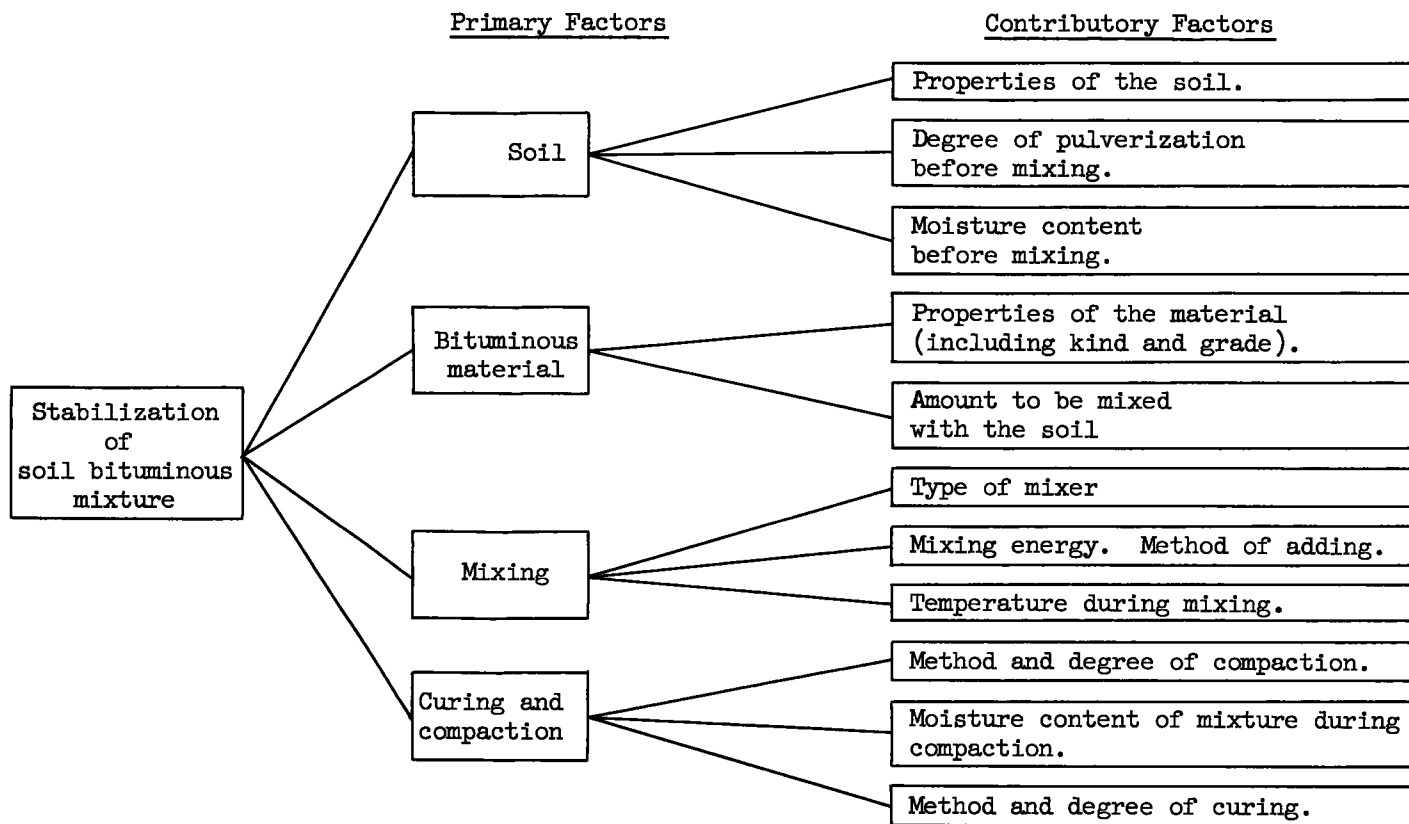 Primary Factors
Contributory Factors
Stabilization
of
soil bituminous
mixture
Soil
Properties of the soil.
Degree of pulverization
before mixing.
Moisture content
before mixing.
Bituminous
material
Properties of the material
(including kind and grade).
Amount to be mixed
with the soil
Mixing
Type of mixer
Mixing energy. Method of adding.
Temperature during mixing.
Curing and
compaction
Method and degree of compaction.
Moisture content of mixture during
compaction.
Method and degree of curing.